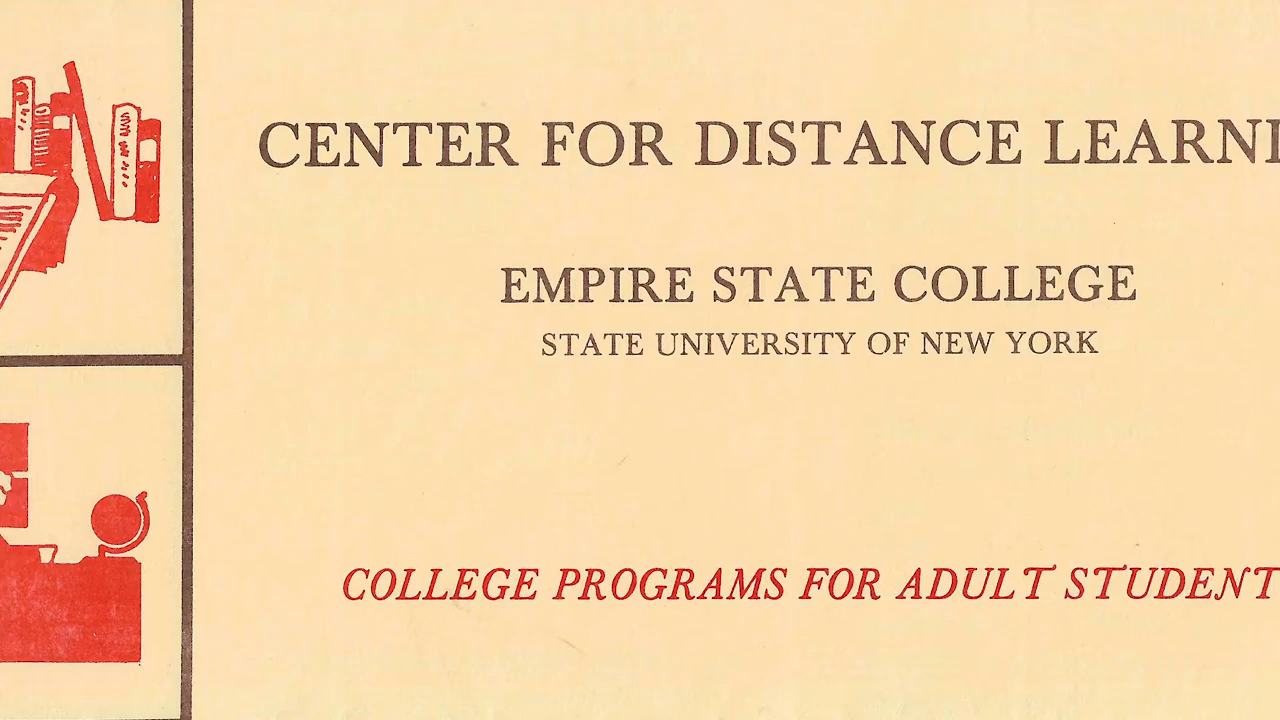 CENTER FOR DISTANCE LEARNI
EMPIRE STATE COLLEGE
STATE UNIVERSITY OF NEW YORK
COLLEGE PROGRAMS FOR ADULT STUDENT